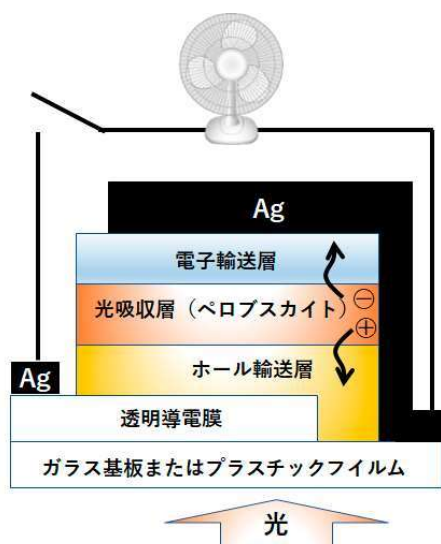 Ag
電子輸送層
光吸収層（ペロブスカイト）
⊖
⊕
ホール輸送層
Ag
透明導電膜
ガラス基板またはプラスチックフイルム
光